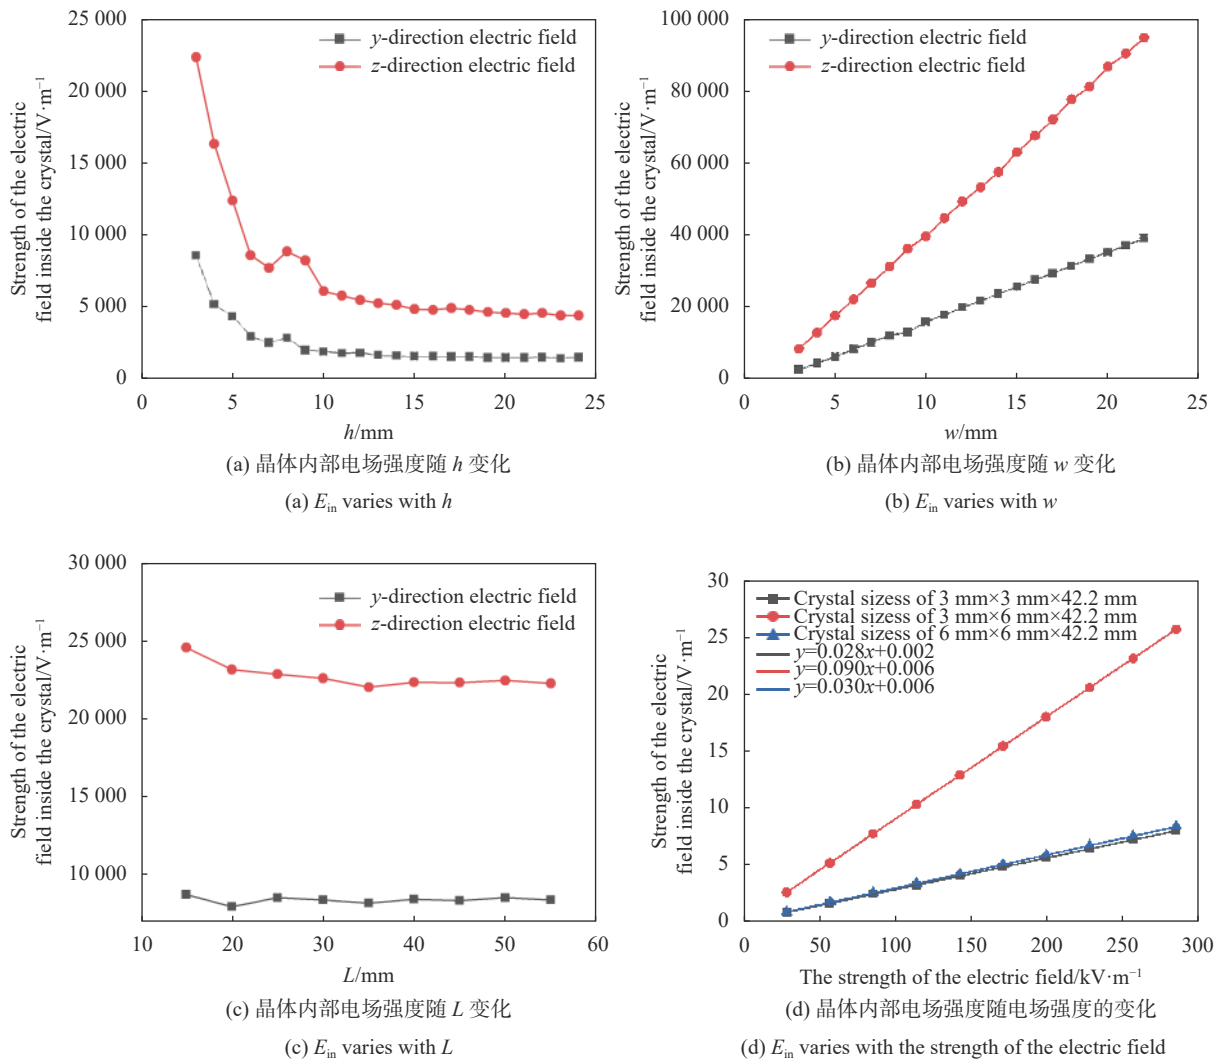 25 000
20 000
15 000
10 000
5 000
0
Strength of the electric
field inside the crystal/V·m⁻¹
y-direction electric field
z-direction electric field
0 5 10 15 20 25
h/mm
(a) 晶体内部电场强度随 h 变化
(a) E_in varies with h
100 000
80 000
60 000
40 000
20 000
0
Strength of the electric
field inside the crystal/V·m⁻¹
y-direction electric field
z-direction electric field
0 5 10 15 20 25
w/mm
(b) 晶体内部电场强度随 w 变化
(b) E_in varies with w
30 000
25 000
20 000
10 000
Strength of the electric
field inside the crystal/V·m⁻¹
y-direction electric field
z-direction electric field
10 20 30 40 50 60
L/mm
(c) 晶体内部电场强度随 L 变化
(c) E_in varies with L
30
25
20
15
10
5
0
Strength of the electric
field inside the crystal/V·m⁻¹
Crystal sizess of 3 mm×3 mm×42.2 mm
Crystal sizess of 3 mm×6 mm×42.2 mm
Crystal sizess of 6 mm×6 mm×42.2 mm
y=0.028x+0.002
y=0.090x+0.006
y=0.030x+0.006
0 50 100 150 200 250 300
The strength of the electric field/kV·m⁻¹
(d) 晶体内部电场强度随电场强度的变化
(d) E_in varies with the strength of the electric field